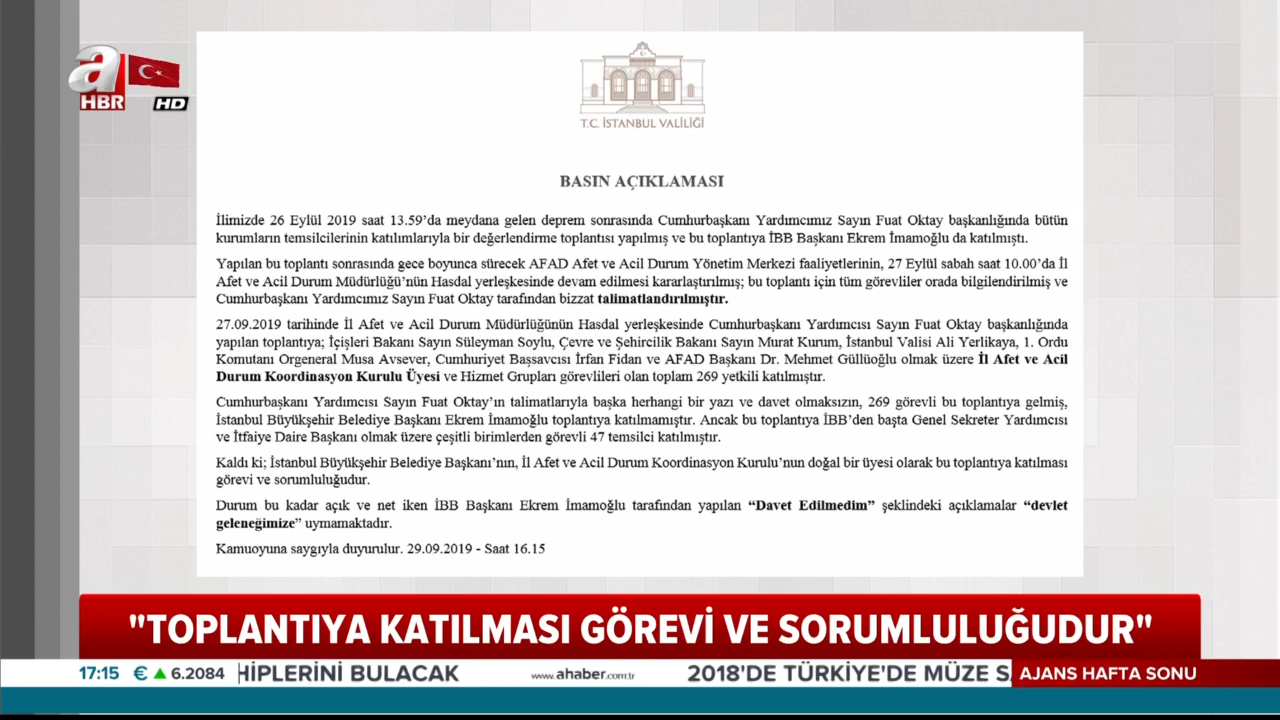 a
HBR
HD
T.C. İSTANBUL VALİLİĞİ
BASIN AÇIKLAMASI
İlimizde 26 Eylül 2019 saat 13.59’da meydana gelen deprem sonrasında Cumhurbaşkanı Yardımcımız Sayın Fuat Oktay başkanlığında bütün
kurumların temsilcilerinin katılımlarıyla bir değerlendirme toplantısı yapılmış ve bu toplantıya İBB Başkanı Ekrem İmamoğlu da katılmıştı.
Yapılan bu toplantı sonrasında gece boyunca sürecek AFAD Afet ve Acil Durum Yönetim Merkezi faaliyetlerinin, 27 Eylül sabah saat 10.00’da İl
Afet ve Acil Durum Müdürlüğü’nün Hasdal yerleşkesinde devam edilmesi kararlaştırılmış; bu toplantı için tüm görevliler orada bilgilendirilmiş ve
Cumhurbaşkanı Yardımcımız Sayın Fuat Oktay tarafından bizzat talimatlandırılmıştır.
27.09.2019 tarihinde İl Afet ve Acil Durum Müdürlüğünün Hasdal yerleşkesinde Cumhurbaşkanı Yardımcısı Sayın Fuat Oktay başkanlığında
yapılan toplantıya; İçişleri Bakanı Sayın Süleyman Soylu, Çevre ve Şehircilik Bakanı Sayın Murat Kurum, İstanbul Valisi Ali Yerlikaya, 1. Ordu
Komutanı Orgeneral Musa Avsever, Cumhuriyet Başsavcısı İrfan Fidan ve AFAD Başkanı Dr. Mehmet Güllüoğlu olmak üzere İl Afet ve Acil
Durum Koordinasyon Kurulu Üyesi ve Hizmet Grupları görevlileri olan toplam 269 yetkili katılmıştır.
Cumhurbaşkanı Yardımcısı Sayın Fuat Oktay’ın talimatlarıyla başka herhangi bir yazı ve davet olmaksızın, 269 görevli bu toplantıya gelmiş,
İstanbul Büyükşehir Belediye Başkanı Ekrem İmamoğlu toplantıya katılmamıştır. Ancak bu toplantıya İBB’den başta Genel Sekreter Yardımcısı
ve İtfaiye Daire Başkanı olmak üzere çeşitli birimlerden görevli 47 temsilci katılmıştır.
Kaldı ki; İstanbul Büyükşehir Belediye Başkanı’nın, İl Afet ve Acil Durum Koordinasyon Kurulu’nun doğal bir üyesi olarak bu toplantıya katılması
görevi ve sorumluluğudur.
Durum bu kadar açık ve net iken İBB Başkanı Ekrem İmamoğlu tarafından yapılan “Davet Edilmedim” şeklindeki açıklamalar “devlet
geleneğimize” uymamaktadır.
Kamuoyuna saygıyla duyurulur. 29.09.2019 - Saat 16.15
"TOPLANTIYA KATILMASI GÖREVİ VE SORUMLULUĞUDUR"
17:15 € ▲ 6.2084 HİPLERİNİ BULACAK www.ahaber.com.tr 2018'DE TÜRKİYE'DE MÜZE AJANS HAFTA SONU